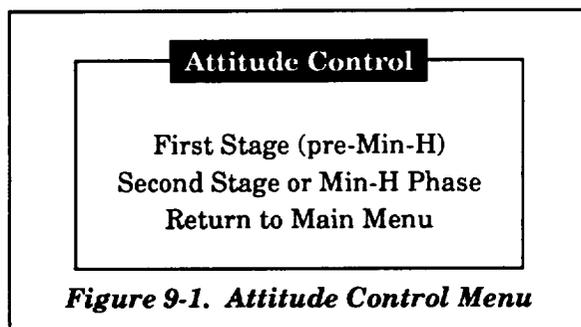 Attitude Control
First Stage (pre-Min-H)
Second Stage or Min-H Phase
Return to Main Menu
Figure 9-1. Attitude Control Menu